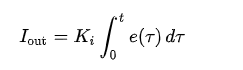 I_out = K_i ∫_0^t e(τ) dτ